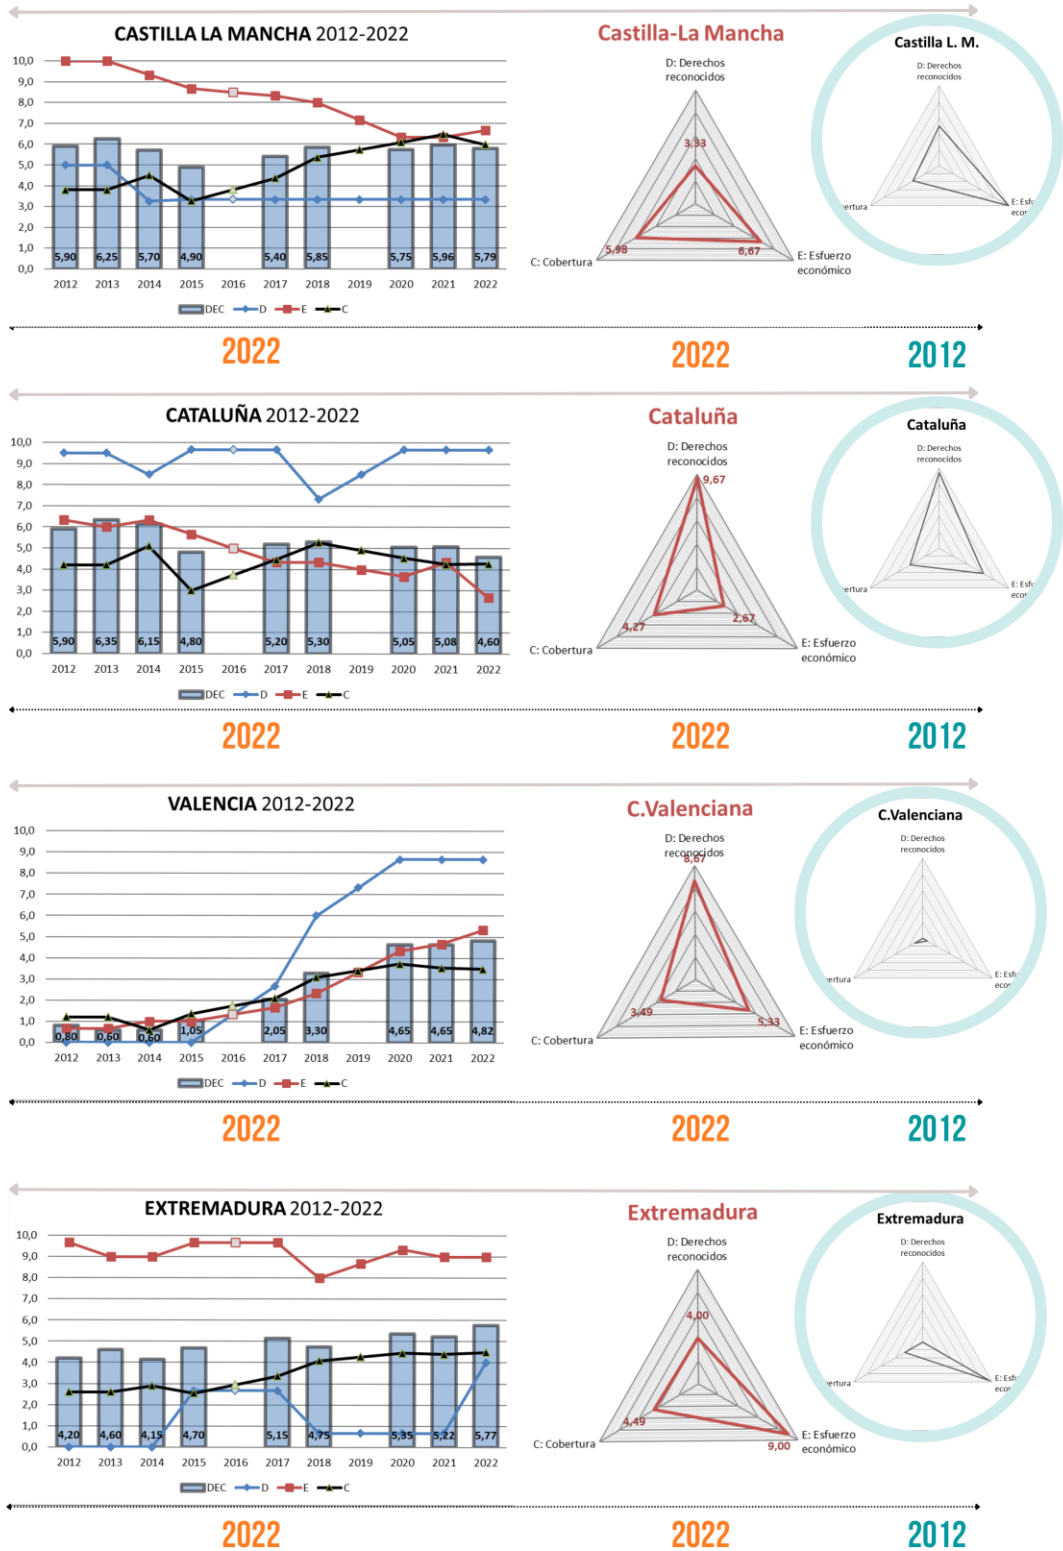 CASTILLA LA MANCHA 2012-2022
10,0
9,0
8,0
7,0
6,0
5,0
4,0
3,0
2,0
1,0
0,0
5,90 6,25 5,70 4,90 5,40 5,85 5,75 5,96 5,79
2012 2013 2014 2015 2016 2017 2018 2019 2020 2021 2022
DEC D E C
Castilla-La Mancha
D: Derechos
reconocidos
3,33
5,98
6,67
C: Cobertura
E: Esfuerzo
económico
Castilla L. M.
D: Derechos
reconocidos
bertura
E: Esfu
econ
2022
2022
2012
CATALUÑA 2012-2022
10,0
9,0
8,0
7,0
6,0
5,0
4,0
3,0
2,0
1,0
0,0
5,90 6,35 6,15 4,80 5,20 5,30 5,05 5,08 4,60
2012 2013 2014 2015 2016 2017 2018 2019 2020 2021 2022
DEC D E C
Cataluña
D: Derechos
reconocidos
9,67
4,27
2,67
C: Cobertura
E: Esfuerzo
económico
Cataluña
D: Derechos
reconocidos
bertura
E: Esf
econ
2022
2022
2012
VALENCIA 2012-2022
10,0
9,0
8,0
7,0
6,0
5,0
4,0
3,0
2,0
1,0
0,0
0,80 0,60 0,60 1,05 2,05 3,30 4,65 4,65 4,82
2012 2013 2014 2015 2016 2017 2018 2019 2020 2021 2022
DEC D E C
C.Valenciana
D: Derechos
reconocidos
8,67
3,49
5,33
C: Cobertura
E: Esfuerzo
económico
C.Valenciana
D: Derechos
reconocidos
bertura
E: Esf
econ
2022
2022
2012
EXTREMADURA 2012-2022
10,0
9,0
8,0
7,0
6,0
5,0
4,0
3,0
2,0
1,0
0,0
4,20 4,60 4,15 4,70 5,15 4,75 5,35 5,22 5,77
2012 2013 2014 2015 2016 2017 2018 2019 2020 2021 2022
DEC D E C
Extremadura
D: Derechos
reconocidos
4,00
4,49
9,00
C: Cobertura
E: Esfuerzo
económico
Extremadura
D: Derechos
reconocidos
bertura
E: Esf
econ
2022
2022
2012